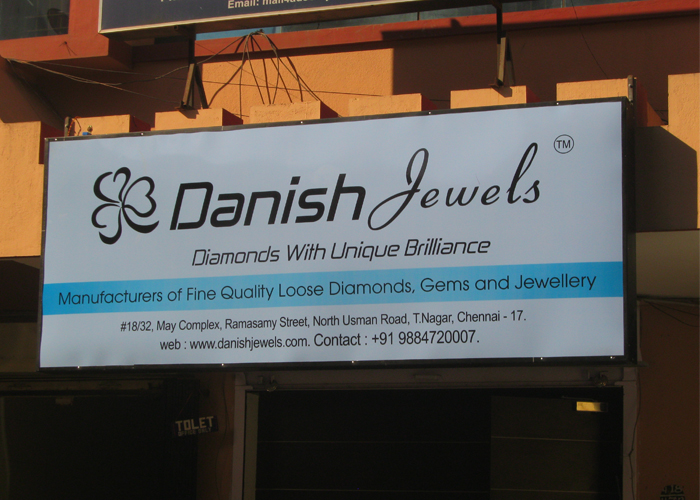 Email:
Danish Jewels TM
Diamonds With Unique Brilliance
Manufacturers of Fine Quality Loose Diamonds, Gems and Jewellery
#18/32, May Complex, Ramasamy Street, North Usman Road, T.Nagar, Chennai - 17.
web : www.danishjewels.com. Contact : +91 9884720007.
TOLET